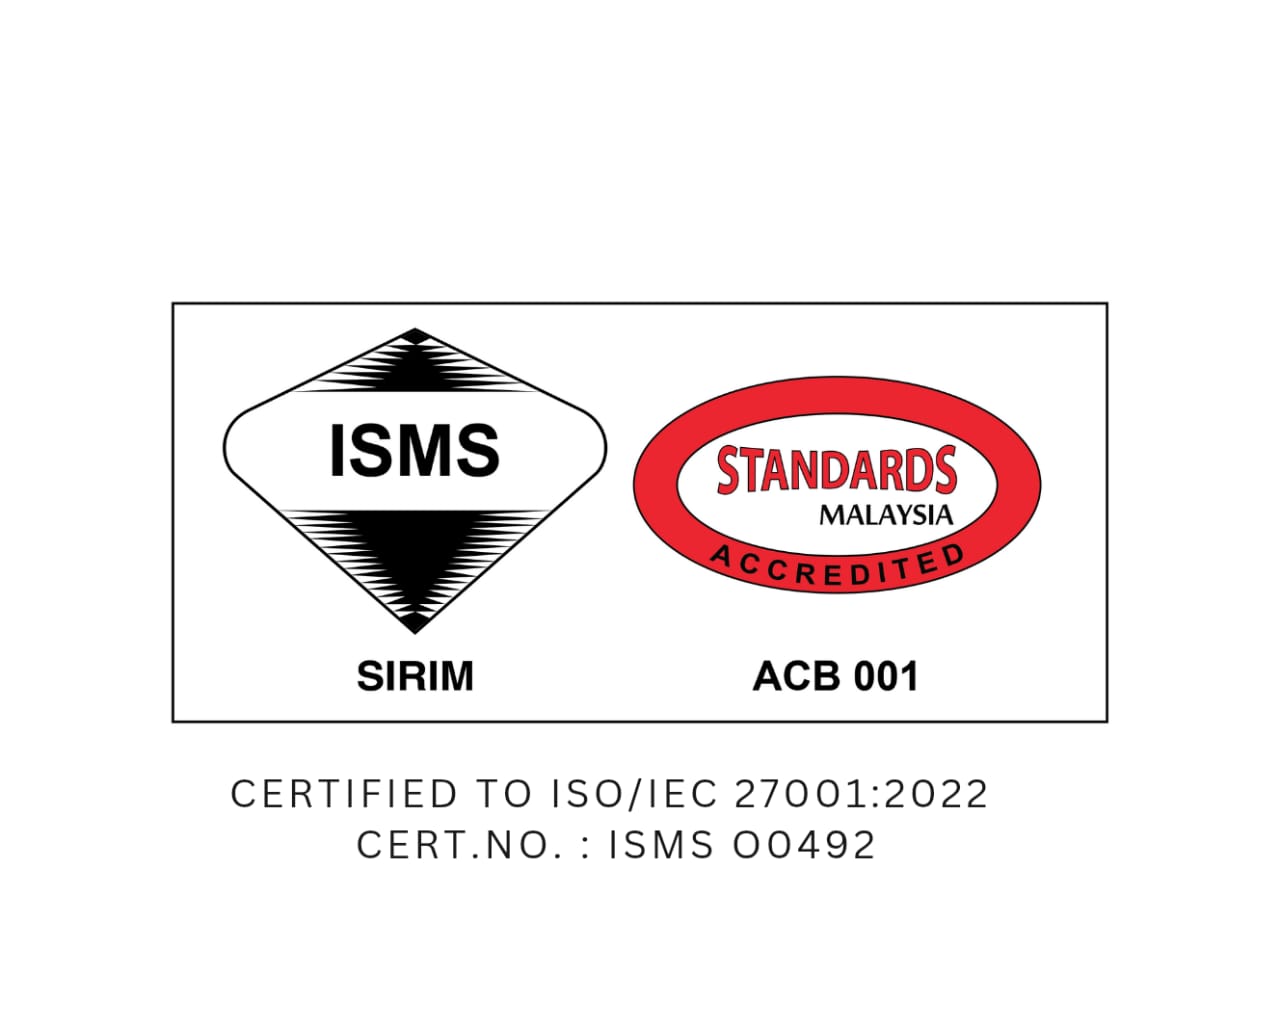 ISMS
SIRIM
STANDARDS
MALAYSIA
ACCREDITED
ACB 001
CERTIFIED TO ISO/IEC 27001:2022
CERT.NO. : ISMS 00492